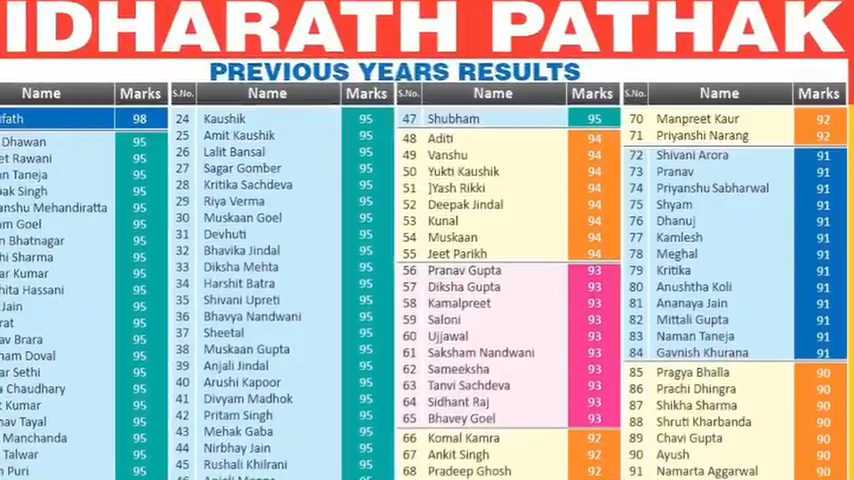 IDHARATH PATHAK
PREVIOUS YEARS RESULTS
Name Marks
ifath 98
Dhawan 95
et Rawani 95
n Taneja 95
pak Singh 95
anshu Mehandiratta 95
m Goel 95
n Bhatnagar 95
hi Sharma 95
ar Kumar 95
hita Hassani 95
Jain 95
rat 95
av Brara 95
ham Doval 95
ar Sethi 95
a Chaudhary 95
t Kumar 95
nav Tayal 95
Manchanda 95
Talwar 95
n Puri 95
S.No. Name Marks
24 Kaushik 95
25 Amit Kaushik 95
26 Lalit Bansal 95
27 Sagar Gomber 95
28 Kritika Sachdeva 95
29 Riya Verma 95
30 Muskaan Goel 95
31 Devhuti 95
32 Bhavika Jindal 95
33 Diksha Mehta 95
34 Harshit Batra 95
35 Shivani Upreti 95
36 Bhavya Nandwani 95
37 Sheetal 95
38 Muskaan Gupta 95
39 Anjali Jindal 95
40 Arushi Kapoor 95
41 Divyam Madhok 95
42 Pritam Singh 95
43 Mehak Gaba 95
44 Nirbhay Jain 95
45 Rushali Khilrani 95
S.No. Name Marks
47 Shubham 95
48 Aditi 94
49 Vanshu 94
50 Yukti Kaushik 94
51 ]Yash Rikki 94
52 Deepak Jindal 94
53 Kunal 94
54 Muskaan 94
55 Jeet Parikh 94
56 Pranav Gupta 93
57 Diksha Gupta 93
58 Kamalpreet 93
59 Saloni 93
60 Ujjawal 93
61 Saksham Nandwani 93
62 Sameeksha 93
63 Tanvi Sachdeva 93
64 Sidhant Raj 93
65 Bhavey Goel 93
66 Komal Kamra 92
67 Ankit Singh 92
68 Pradeep Ghosh 92
S.No. Name Marks
70 Manpreet Kaur 92
71 Priyanshi Narang 92
72 Shivani Arora 91
73 Pranav 91
74 Priyanshu Sabharwal 91
75 Shyam 91
76 Dhanuj 91
77 Kamlesh 91
78 Meghal 91
79 Kritika 91
80 Anushtha Koli 91
81 Ananaya Jain 91
82 Mittali Gupta 91
83 Naman Taneja 91
84 Gavnish Khurana 91
85 Pragya Bhalla 90
86 Prachi Dhingra 90
87 Shikha Sharma 90
88 Shruti Kharbanda 90
89 Chavi Gupta 90
90 Ayush 90
91 Namarta Aggarwal 90